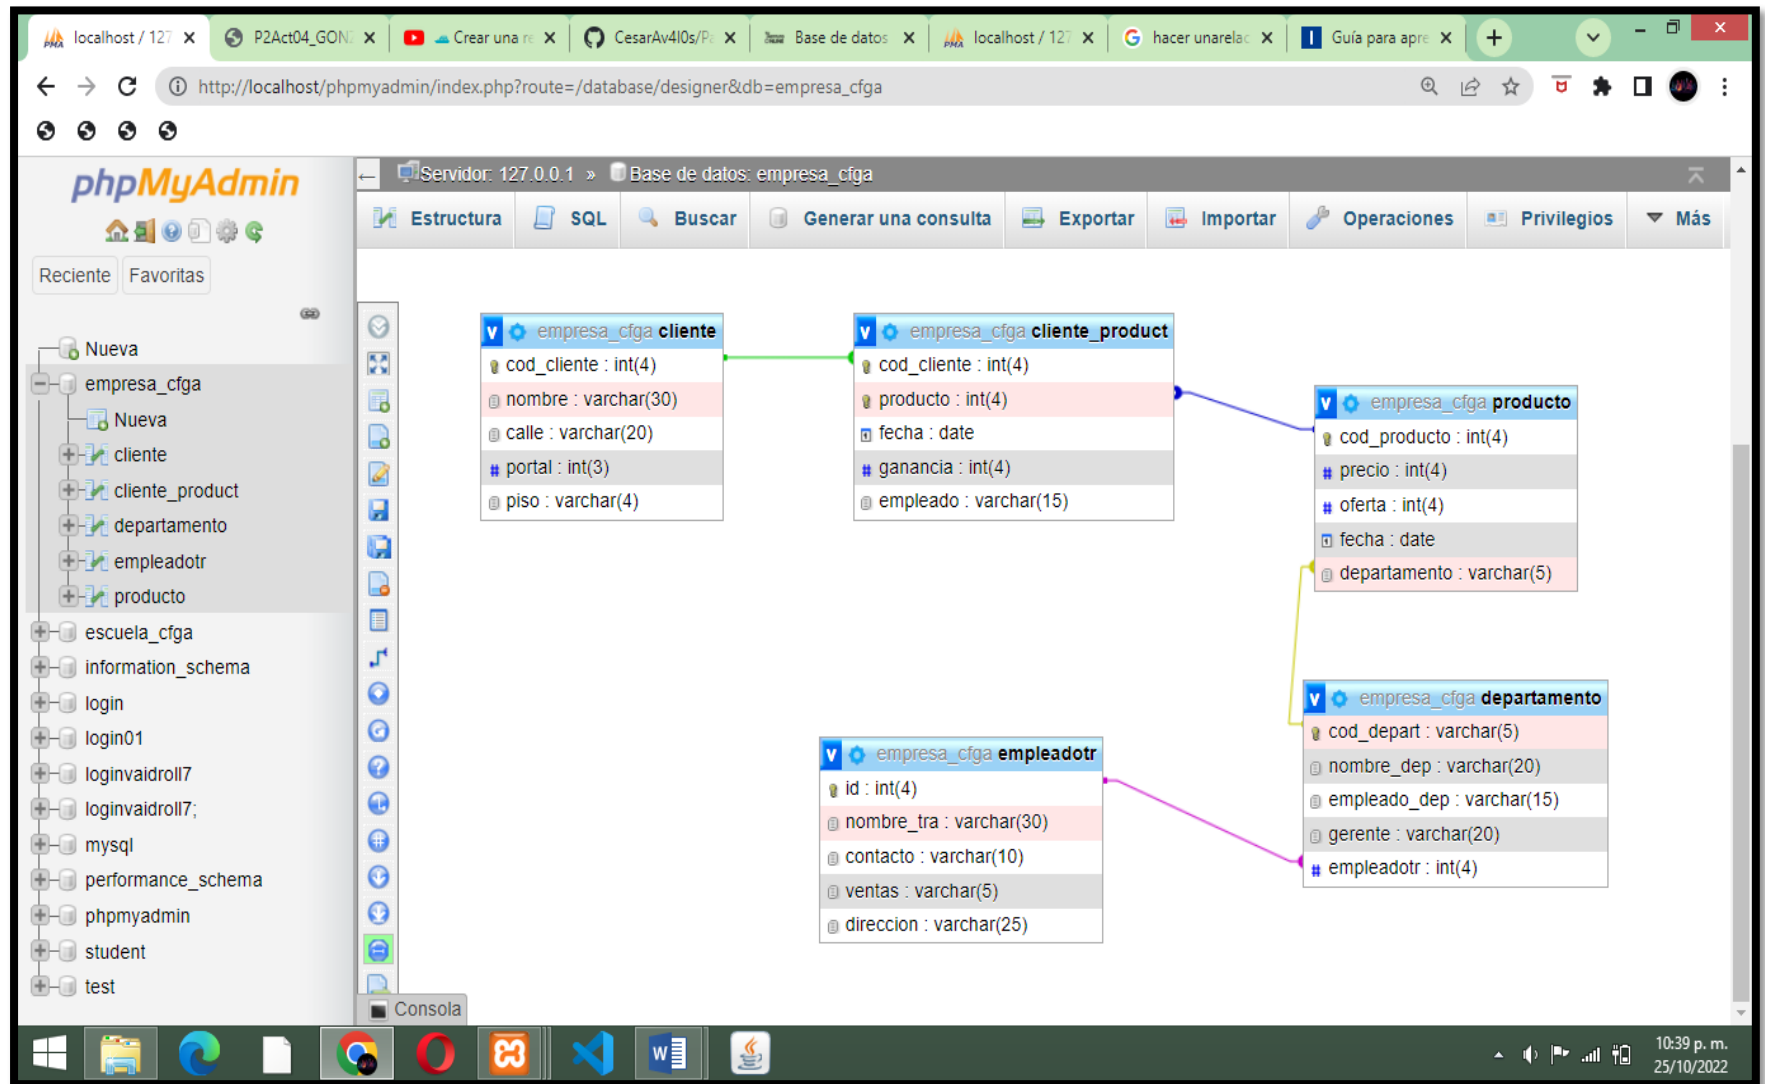 localhost / 127
P2Act04_GON
Crear una re
CesarAv4l0s/Pa
Base de datos
localhost / 127
hacer unarelac
Guía para apre
http://localhost/phpmyadmin/index.php?route=/database/designer&db=empresa_cfga
phpMyAdmin
Reciente Favoritas
Nueva
empresa_cfga
Nueva
cliente
cliente_product
departamento
empleadotr
producto
escuela_cfga
information_schema
login
login01
loginvaidroll7
loginvaidroll7;
mysql
performance_schema
phpmyadmin
student
test
Servidor: 127.0.0.1 » Base de datos: empresa_cfga
Estructura SQL Buscar Generar una consulta Exportar Importar Operaciones Privilegios Más
empresa_cfga cliente
cod_cliente : int(4)
nombre : varchar(30)
calle : varchar(20)
portal : int(3)
piso : varchar(4)
empresa_cfga cliente_product
cod_cliente : int(4)
producto : int(4)
fecha : date
ganancia : int(4)
empleado : varchar(15)
empresa_cfga producto
cod_producto : int(4)
precio : int(4)
oferta : int(4)
fecha : date
departamento : varchar(5)
empresa_cfga departamento
cod_depart : varchar(5)
nombre_dep : varchar(20)
empleado_dep : varchar(15)
gerente : varchar(20)
empleadotr : int(4)
empresa_cfga empleadotr
id : int(4)
nombre_tra : varchar(30)
contacto : varchar(10)
ventas : varchar(5)
direccion : varchar(25)
Consola
10:39 p. m.
25/10/2022